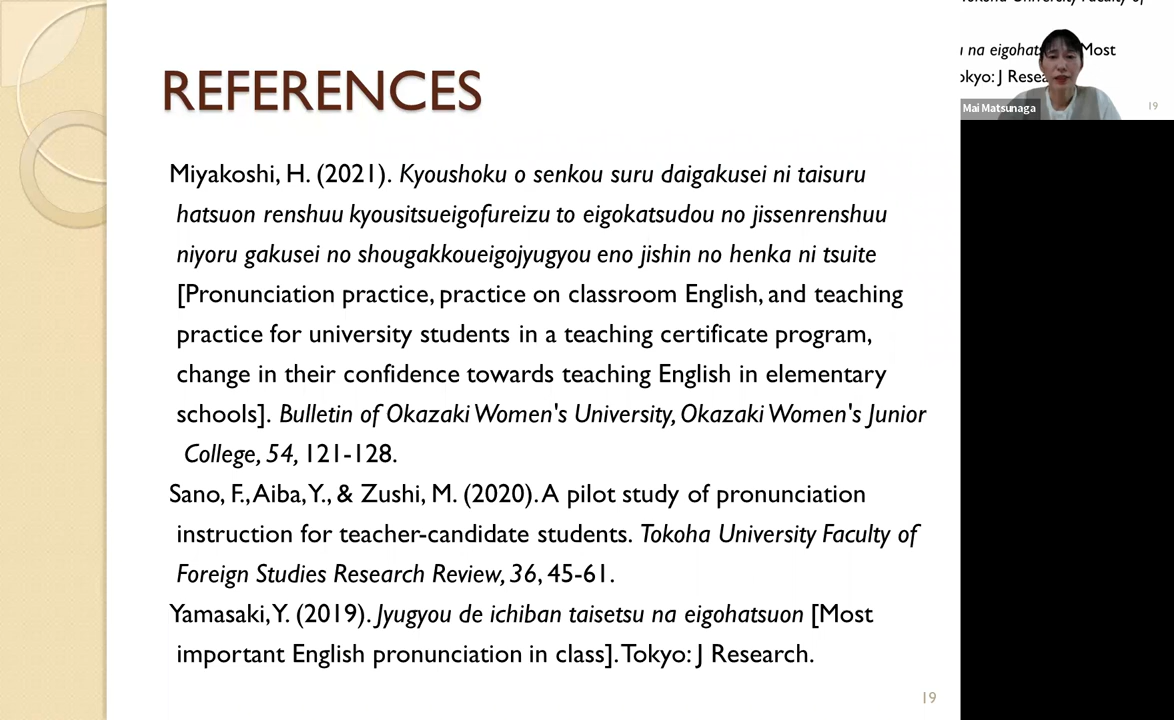 REFERENCES
Miyakoshi, H. (2021). Kyoushoku o senkou suru daigakusei ni taisuru
hatsuon renshuu kyousitsueigofureizu to eigokatsudou no jissenrenshuu
niyoru gakusei no shougakkoueigojyugyou eno jishin no henka ni tsuite
[Pronunciation practice, practice on classroom English, and teaching
practice for university students in a teaching certificate program,
change in their confidence towards teaching English in elementary
schools]. Bulletin of Okazaki Women's University, Okazaki Women's Junior
College, 54, 121-128.
Sano, F., Aiba, Y., & Zushi, M. (2020). A pilot study of pronunciation
instruction for teacher-candidate students. Tokoha University Faculty of
Foreign Studies Research Review, 36, 45-61.
Yamasaki, Y. (2019). Jyugyou de ichiban taisetsu na eigohatsuon [Most
important English pronunciation in class]. Tokyo: J Research.
19
University Faculty of
na Most
J
Mai Matsunaga
19